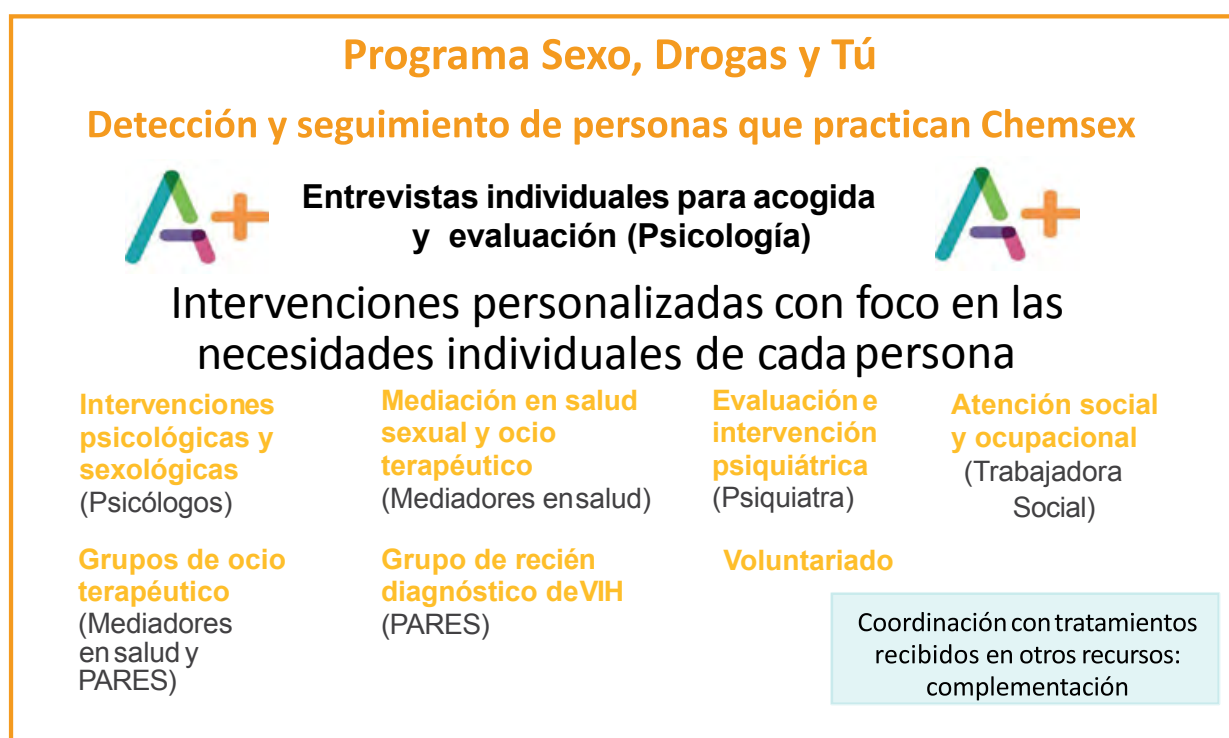 Programa Sexo, Drogas y Tú
Detección y seguimiento de personas que practican Chemsex
A+
Entrevistas individuales para acogida
y evaluación (Psicología)
A+
Intervenciones personalizadas con foco en las
necesidades individuales de cada persona
Intervenciones
psicológicas y
sexológicas
(Psicólogos)
Mediación en salud
sexual y ocio
terapéutico
(Mediadores en salud)
Evaluación e
intervención
psiquiátrica
(Psiquiatra)
Atención social
y ocupacional
(Trabajadora
Social)
Grupos de ocio
terapéutico
(Mediadores
en salud y
PARES)
Grupo de recién
diagnóstico de VIH
(PARES)
Voluntariado
Coordinación con tratamientos
recibidos en otros recursos:
complementación